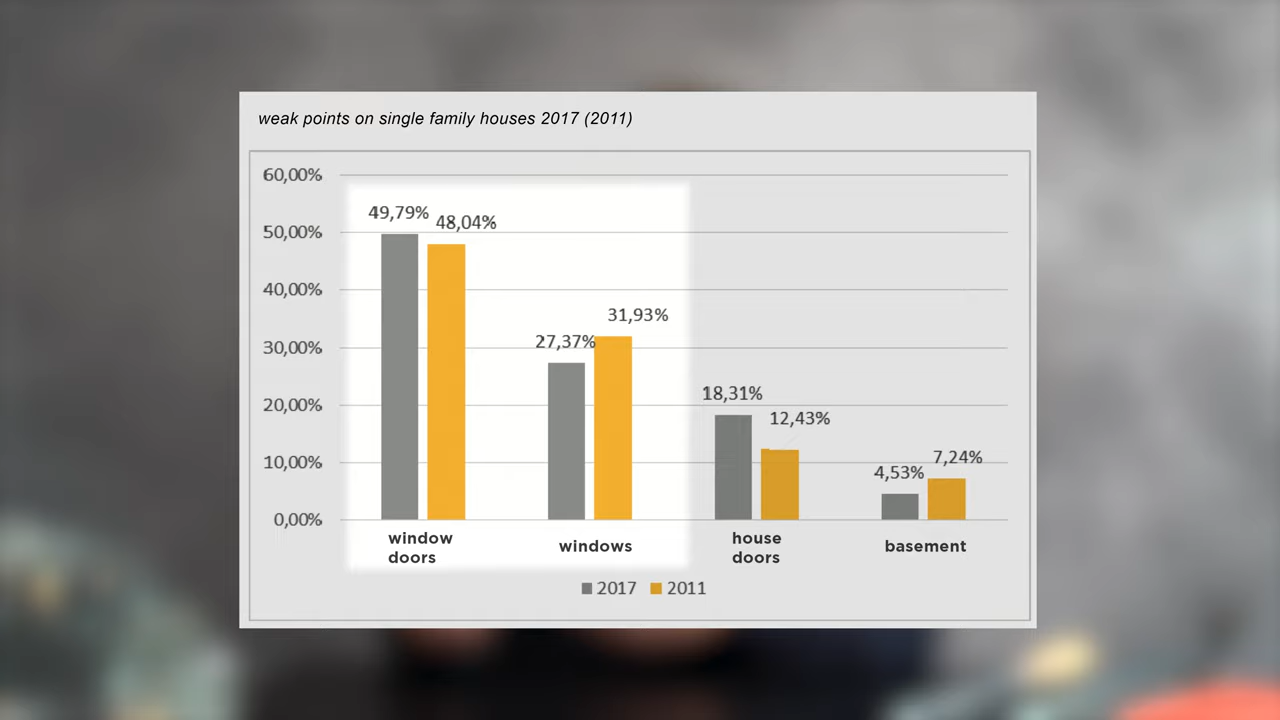 weak points on single family houses 2017 (2011)
60,00%
50,00%
40,00%
30,00%
20,00%
10,00%
0,00%
49,79%
48,04%
27,37%
31,93%
18,31%
12,43%
4,53%
7,24%
window
doors
windows
house
doors
basement
2017
2011